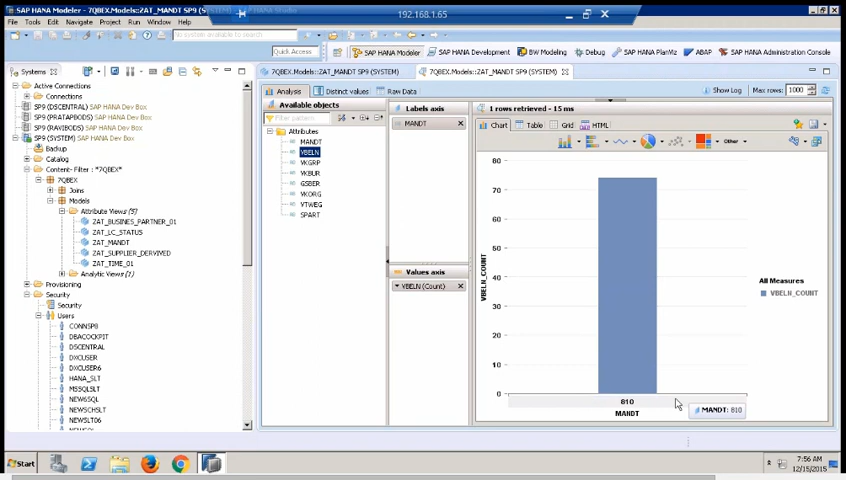 SAP HANA Modeler - 7QBEX.Models::ZAT_MANDT SP9 (S
192.168.1.65
File Edit Navigate Project Run Window Help
No system available to search
Quick Access
SAP HANA Modeler
SAP HANA Development
BW Modeling
Debug
SAP HANA PlanViz
ABAP
SAP HANA Administration Console
Systems
7QBEX.Models::ZAT_MANDT SP9 (SYSTEM)
7QBEX.Models::ZAT_MANDT SP9 (SYSTEM)
Active Connections
Connections
SP9 (DSCENTRAL) SAP HANA Dev Box
SP9 (PRATAPBODS) SAP HANA Dev Box
SP9 (RAVIBODS) SAP HANA Dev Box
SP9 (SYSTEM) SAP HANA Dev Box
Backup
Catalog
Content- Filter : "*7QBEX*"
7QBEX
Joins
Models
Attribute Views (5)
ZAT_BUSINES_PARTNER_01
ZAT_LC_STATUS
ZAT_MANDT
ZAT_SUPPLIER_DERVIVED
ZAT_TIME_01
Analytic Views (1)
Provisioning
Security
Security
Users
CONNSP8
DBACOCKPIT
DSCENTRAL
DXCUSER
DXCUSER6
HANA_SLT
MSSQLSLT
NEW6SQL
NEWSCHSLT
NEWSLT06
Analysis
Distinct values
Raw Data
Show Log
Max rows: 1000
Available objects
Filter pattern
Attributes
MANDT
VBELN
VKGRP
VKBUR
GSBER
VKORG
VTWEG
SPART
Labels axis
MANDT
Values axis
VBELN (Count)
1 rows retrieved - 15 ms
Chart
Table
Grid
HTML
Other
80
70
60
50
40
30
20
10
0
VBELN_COUNT
810
MANDT
MANDT: 810
All Measures
VBELN_COUNT
Start
7:56 AM
12/15/2015